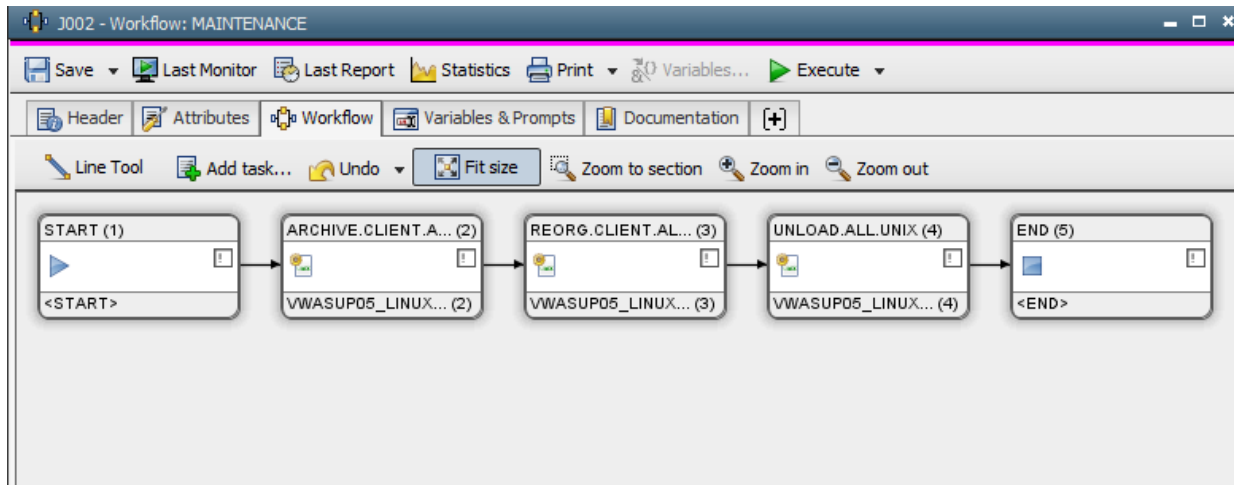 J002 - Workflow: MAINTENANCE
Save Last Monitor Last Report Statistics Print Variables... Execute
Header Attributes Workflow Variables & Prompts Documentation [+]
Line Tool Add task... Undo Fit size Zoom to section Zoom in Zoom out
START (1) ARCHIVE.CLIENT.A... (2) REORG.CLIENT.AL... (3) UNLOAD.ALL.UNIX (4) END (5)
<START> VWASUP05_LINUX... (2) VWASUP05_LINUX... (3) VWASUP05_LINUX... (4) <END>